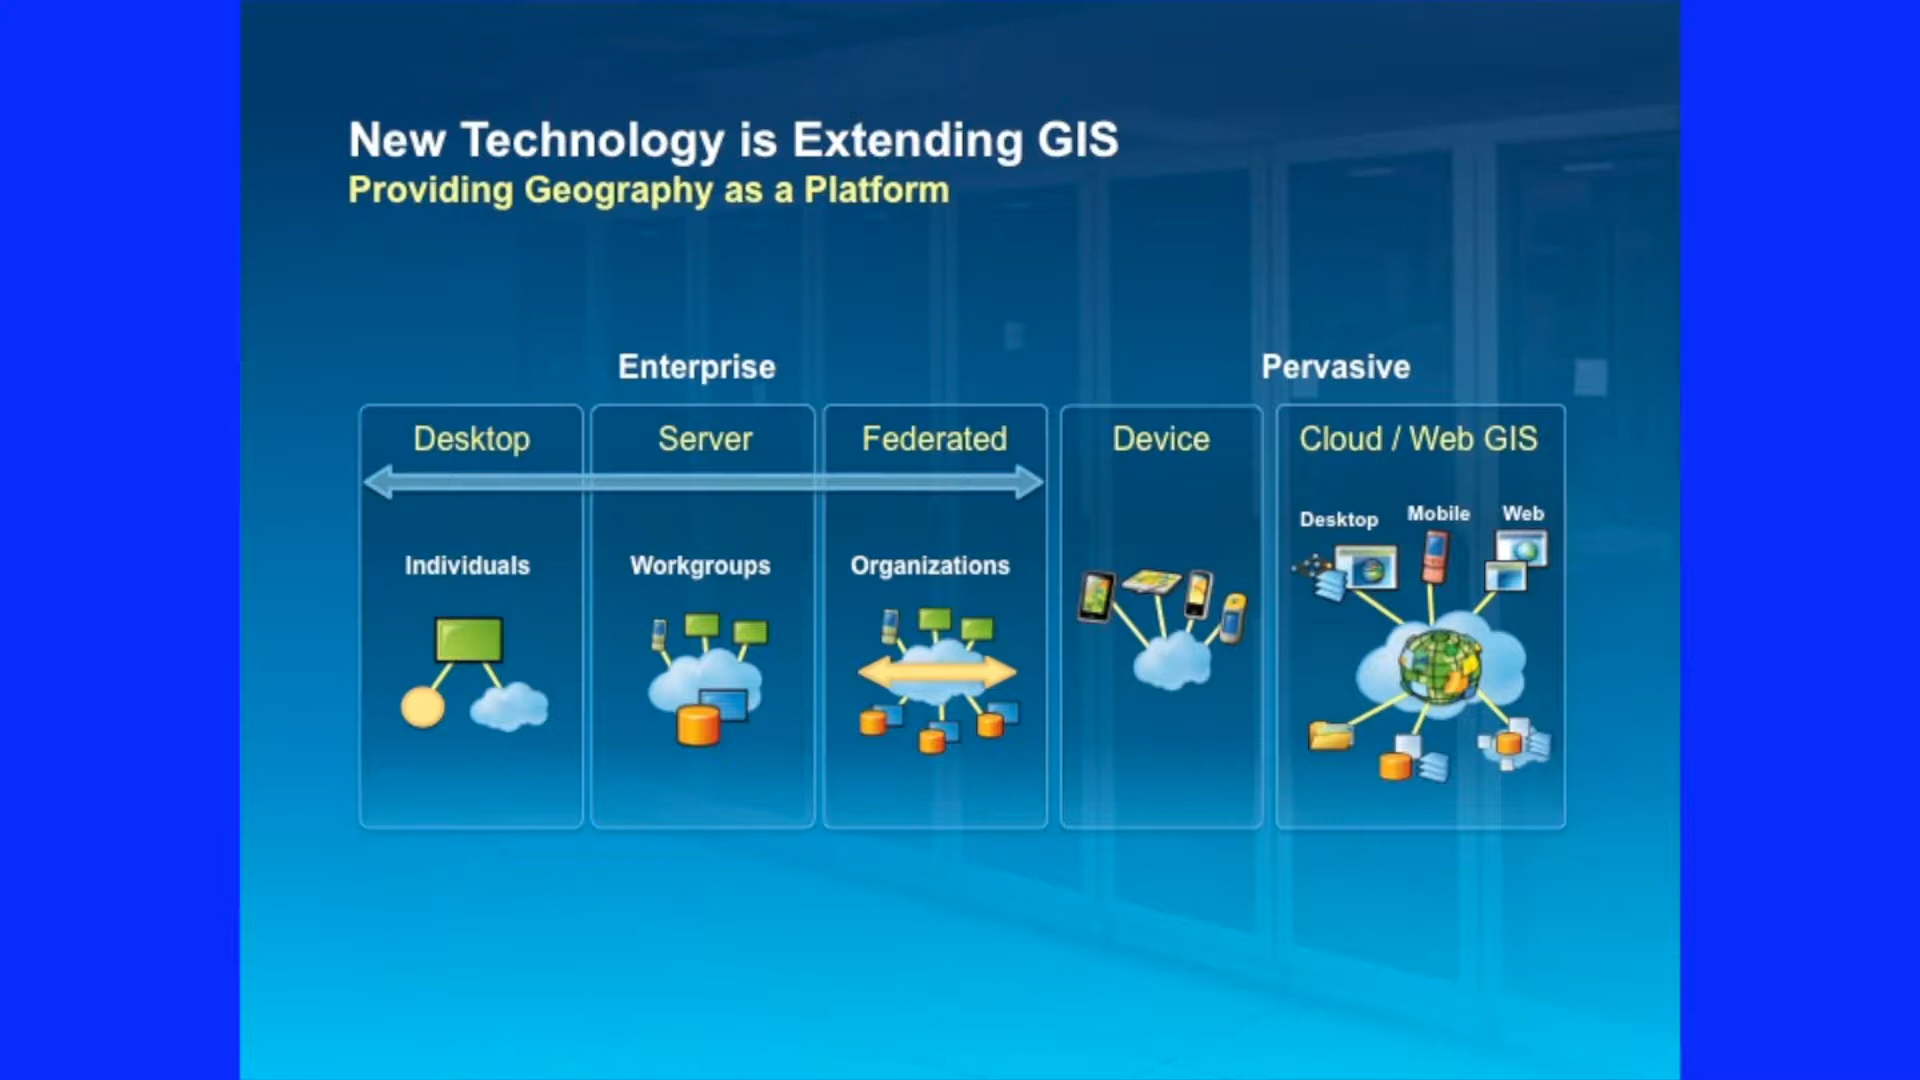 New Technology is Extending GIS
Providing Geography as a Platform
Enterprise
Pervasive
Desktop
Server
Federated
Device
Cloud / Web GIS
Individuals
Workgroups
Organizations
Desktop
Mobile
Web